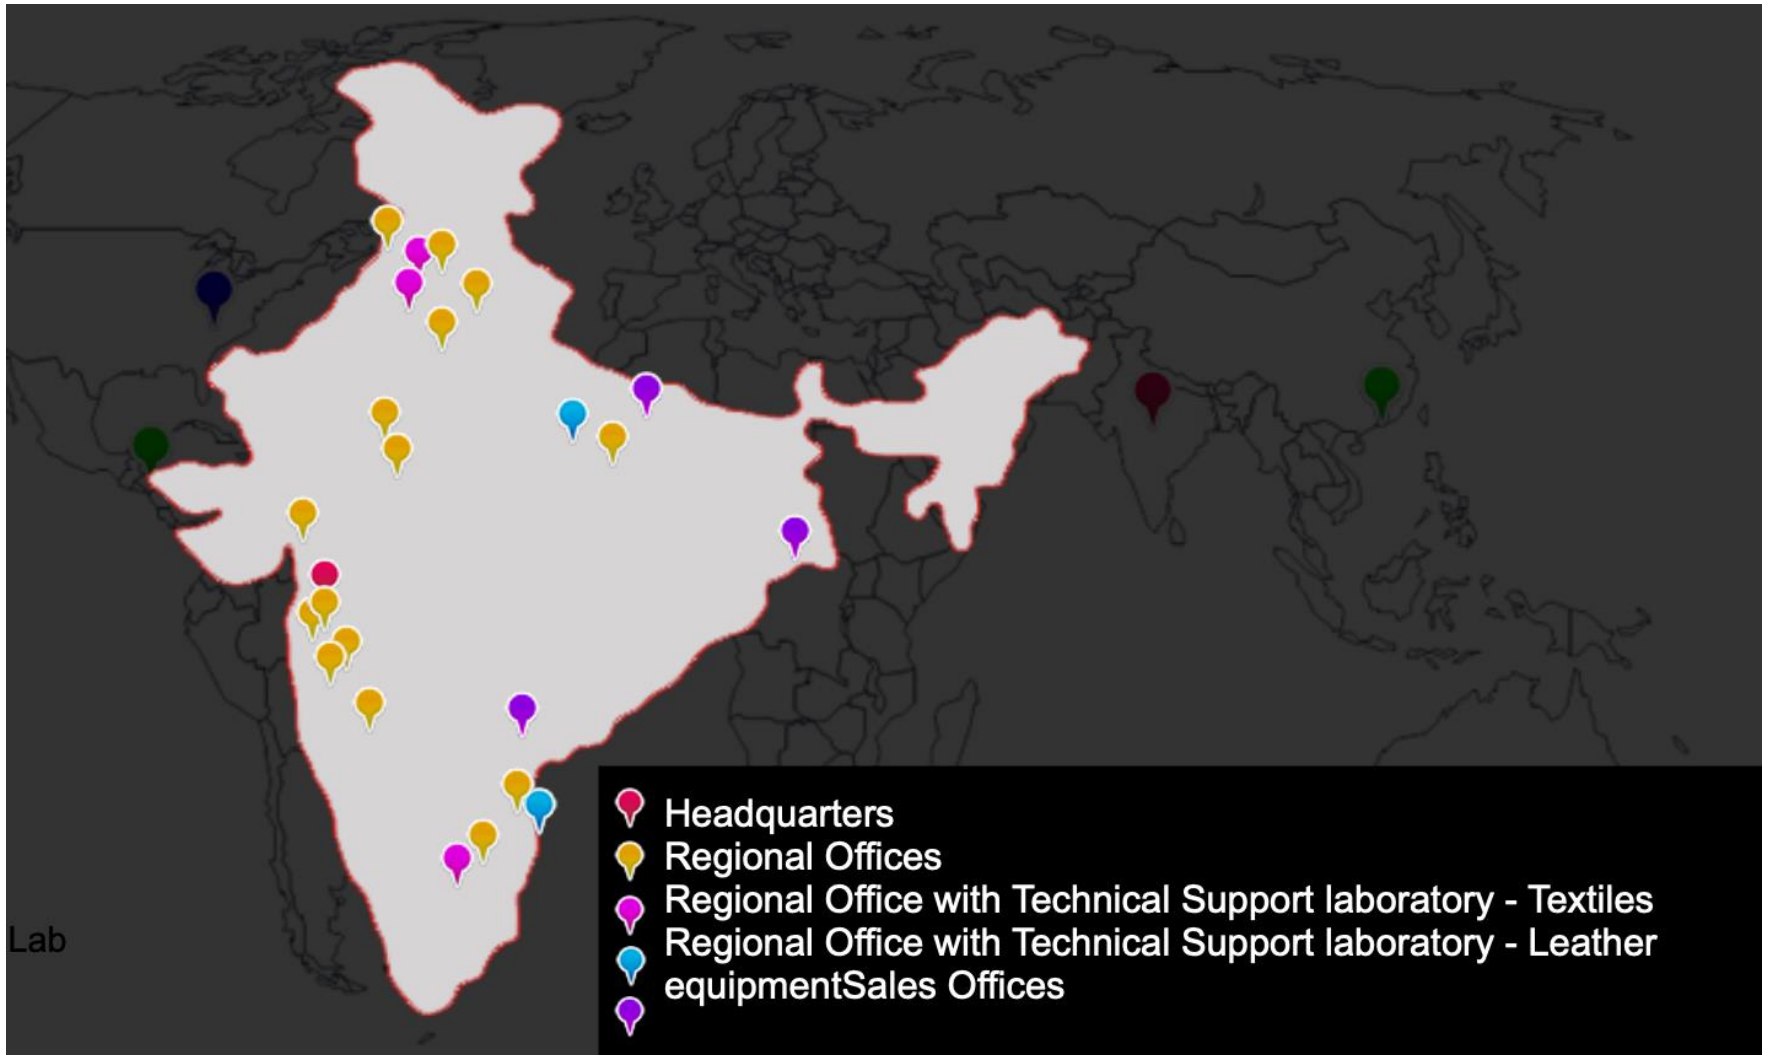 Headquarters
Regional Offices
Regional Office with Technical Support laboratory - Textiles
Regional Office with Technical Support laboratory - Leather
equipmentSales Offices
Lab